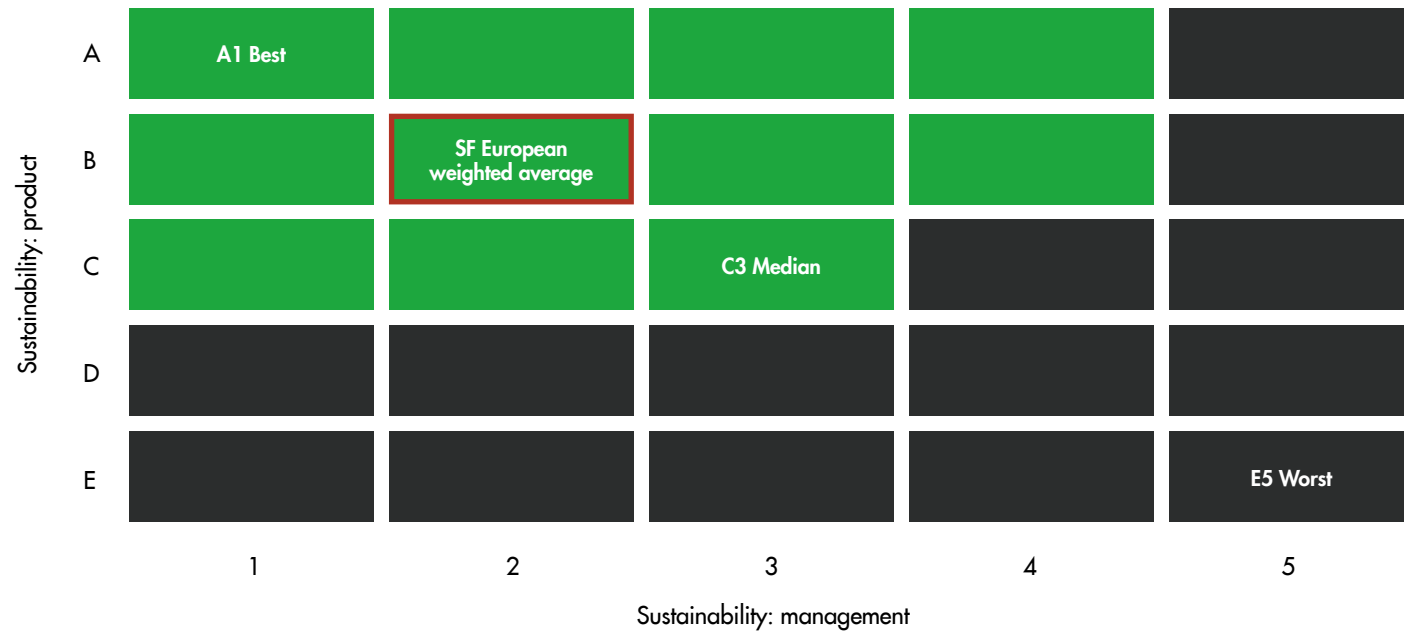 A
A1 Best
B
SF European
weighted average
C
C3 Median
D
E
E5 Worst
Sustainability: product
1
2
3
4
5
Sustainability: management